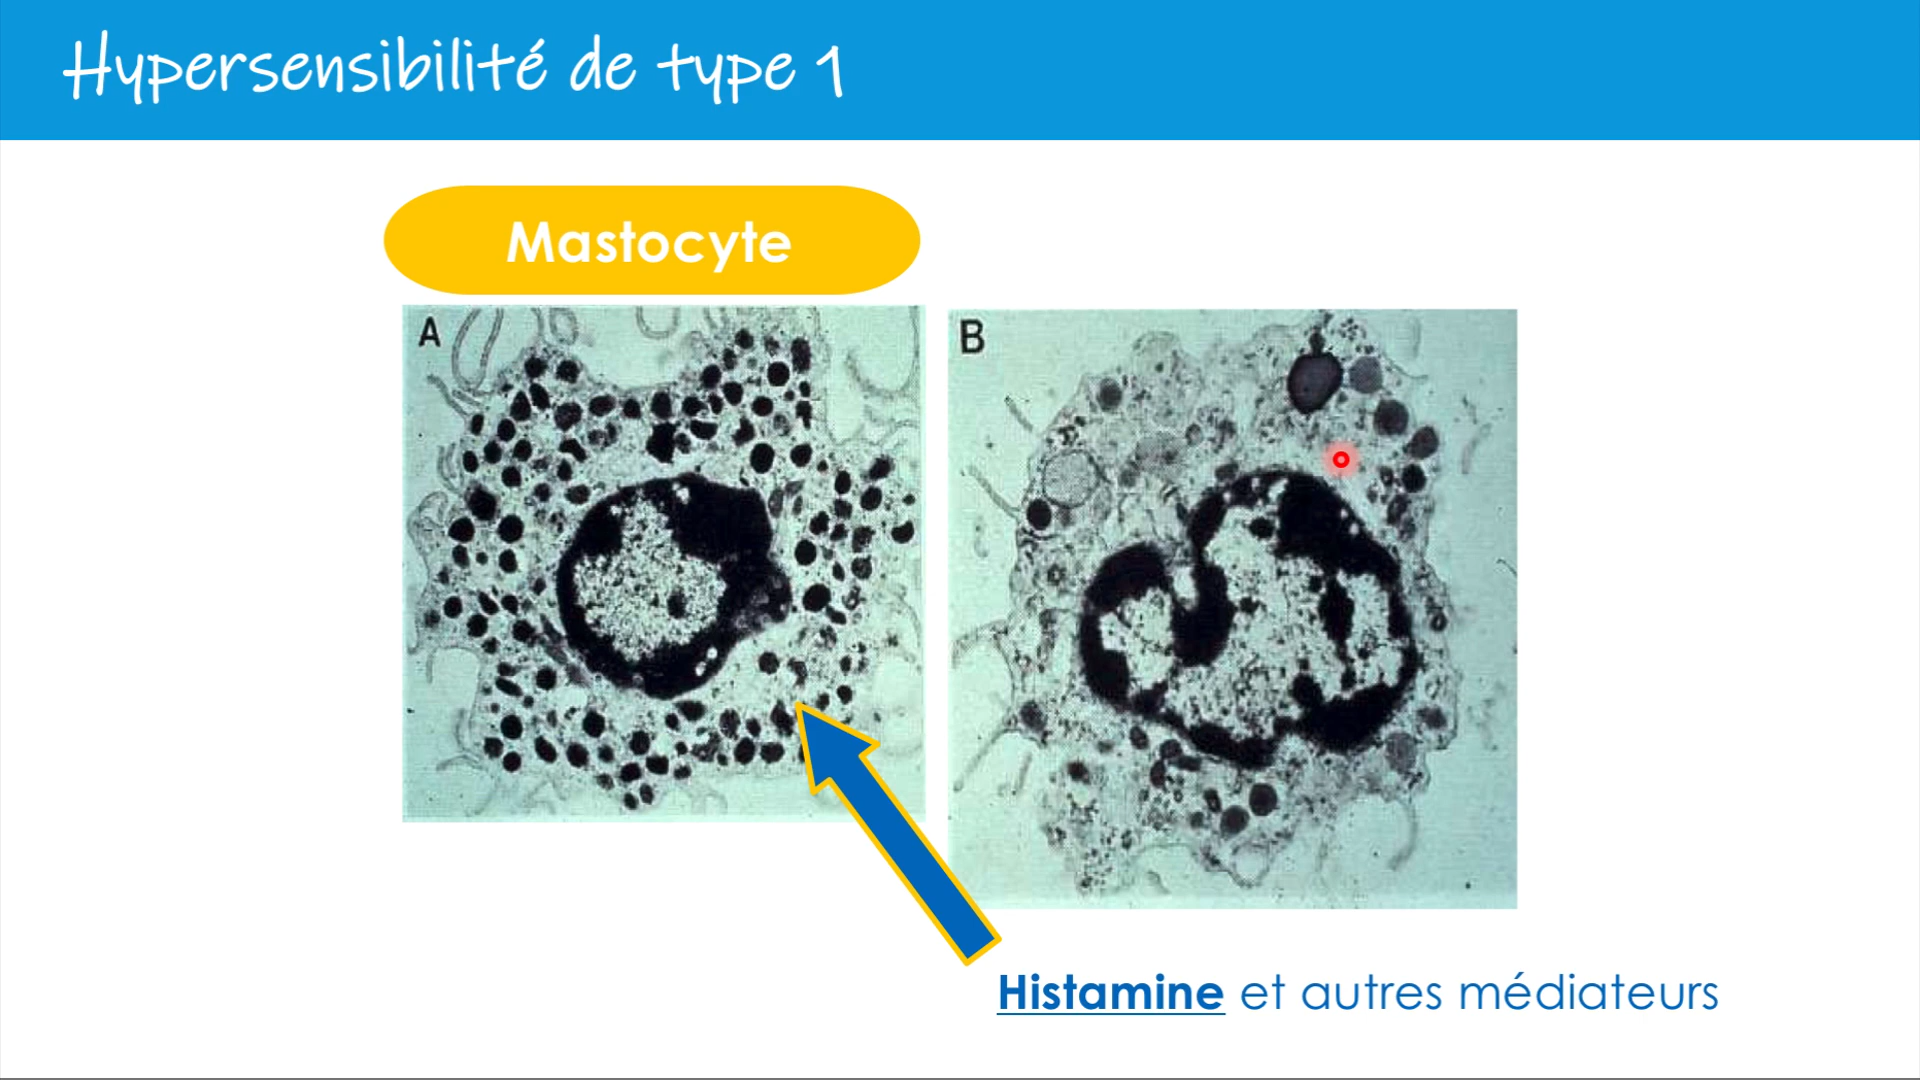 Hypersensibilité de type 1
Mastocyte
A
B
Histamine et autres médiateurs